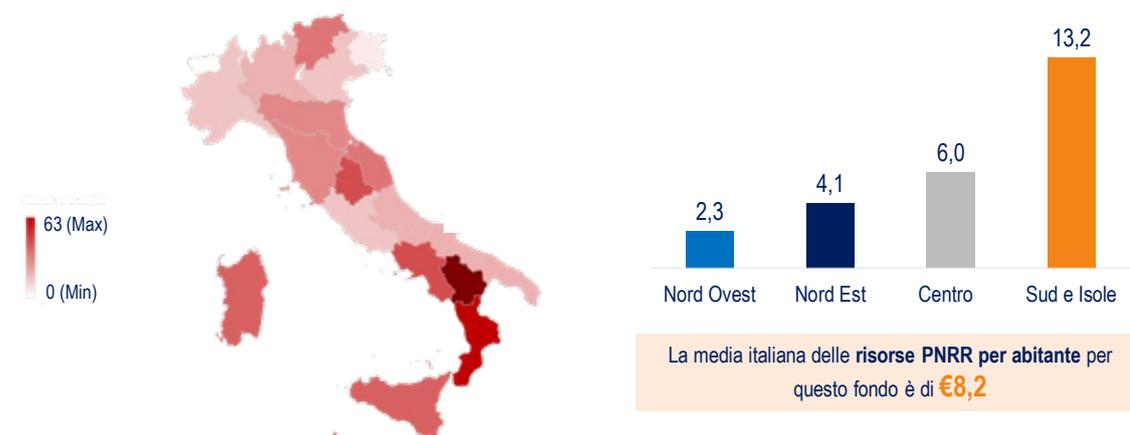 63 (Max)
0 (Min)
13,2
6,0
4,1
2,3
Nord Ovest
Nord Est
Centro
Sud e Isole
La media italiana delle risorse PNRR per abitante per
questo fondo è di €8,2